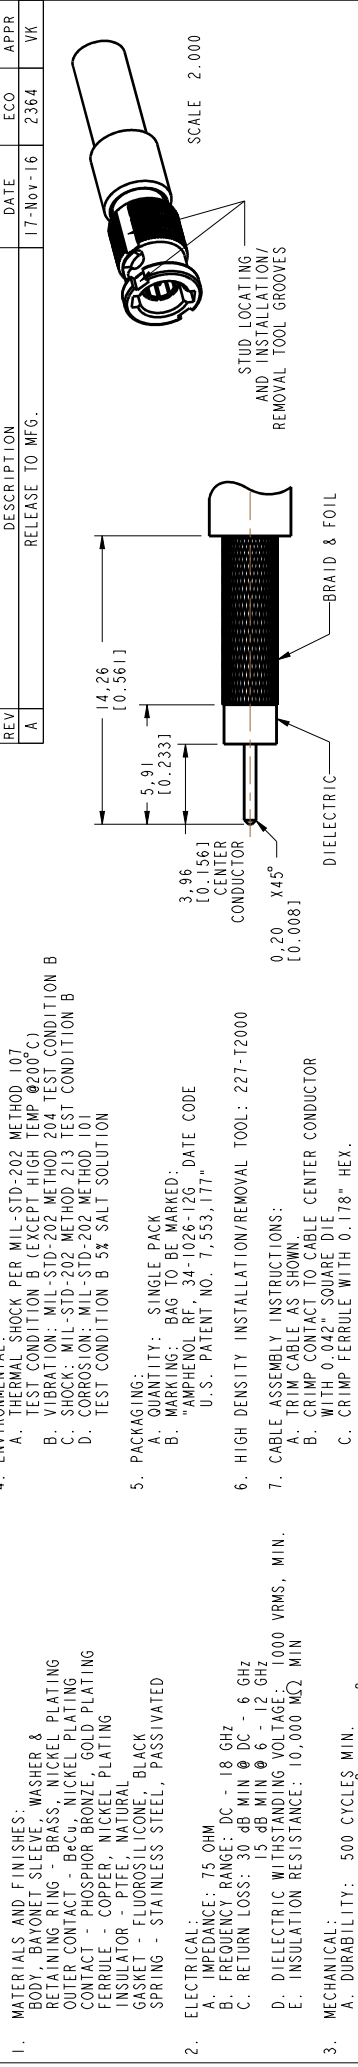 1. MATERIALS AND FINISHES:
BODY, BAYONET SLEEVE, WASHER &
RETAINING RING - BRASS, NICKEL PLATING
OUTER CONTACT - BeCu, NICKEL PLATING
CONTACT - PHOSPHOR BRONZE, GOLD PLATING
FERRULE - COPPER, NICKEL PLATING
INSULATOR - PTFE, NATURAL
GASKET - FLUOROSILICONE, BLACK
SPRING - STAINLESS STEEL, PASSIVATED
2. ELECTRICAL:
A. IMPEDANCE: 75 OHM
B. FREQUENCY RANGE: DC - 18 GHz
C. RETURN LOSS: 30 dB MIN @ DC - 6 GHz
15 dB MIN @ 6 - 12 GHz
D. DIELECTRIC WITHSTANDING VOLTAGE: 1000 VRMS, MIN.
E. INSULATION RESISTANCE: 10,000 MΩ MIN
3. MECHANICAL:
A. DURABILITY: 500 CYCLES MIN.
4. ENVIRONMENTAL:
A. THERMAL SHOCK PER MIL-STD-202 METHOD 107
TEST CONDITION B (EXCEPT HIGH TEMP @200°C)
B. VIBRATION: MIL-STD-202 METHOD 204 TEST CONDITION B
C. SHOCK: MIL-STD-202 METHOD 213 TEST CONDITION B
D. CORROSION: MIL-STD-202 METHOD 101
TEST CONDITION B 5% SALT SOLUTION
5. PACKAGING:
A. QUANTITY: SINGLE PACK
B. MARKING: BAG TO BE MARKED:
"AMPHENOL RF, 34-1026-12G DATE CODE
U.S. PATENT NO. 7,553,177"
6. HIGH DENSITY INSTALLATION/REMOVAL TOOL: 227-T2000
7. CABLE ASSEMBLY INSTRUCTIONS:
A. TRIM CABLE AS SHOWN.
B. CRIMP CONTACT TO CABLE CENTER CONDUCTOR
WITH 0.042" SQUARE DIE
C. CRIMP FERRULE WITH 0.178" HEX.
REV DESCRIPTION DATE ECO APPR
A RELEASE TO MFG. 17-Nov-16 2364 VK
14,26
[0.561]
5,91
[0.233]
3,96
[0.156]
CENTER
CONDUCTOR
0,20 X45°
[0.008]
DIELECTRIC
BRAID & FOIL
SCALE 2.000
STUD LOCATING
AND INSTALLATION/
REMOVAL TOOL GROOVES